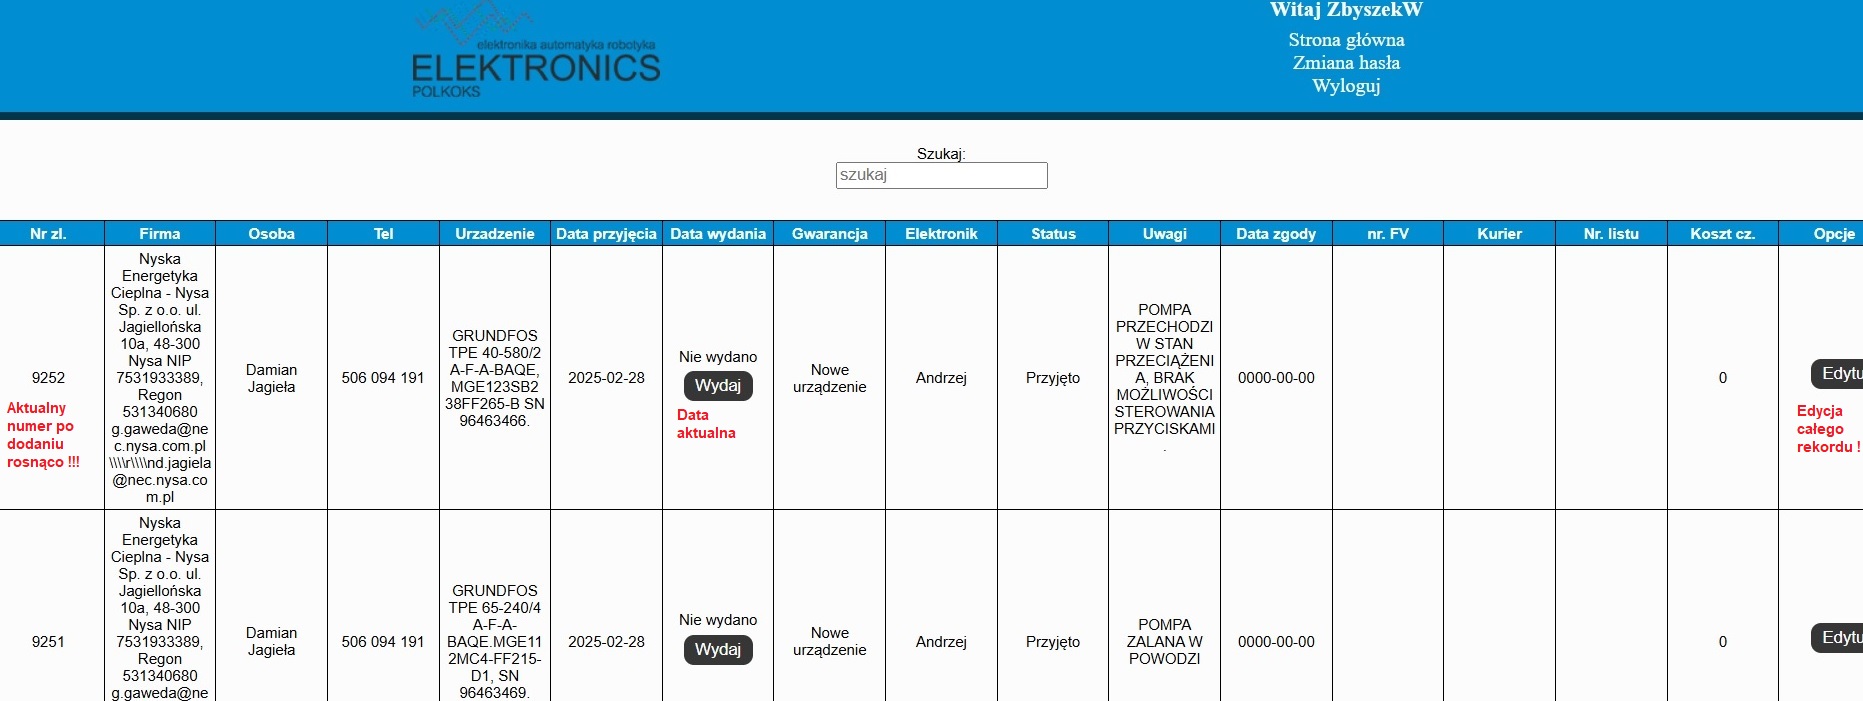 elektronika automatyka robotyka
ELEKTRONICS
POLKOKS
Witaj ZbyszekW
Strona główna
Zmiana hasła
Wyloguj
Szukaj:
szukaj
Nr zl. Firma Osoba Tel Urzadzenie Data przyjęcia Data wydania Gwarancja Elektronik Status Uwagi Data zgody nr. FV Kurier Nr. listu Koszt cz. Opcje
9252
Aktualny
numer po
dodaniu
rosnąco !!!
Nyska
Energetyka
Cieplna - Nysa
Sp. z o.o. ul.
Jagiellońska
10a, 48-300
Nysa NIP
7531933389,
Regon
531340680
g.gaweda@ne
c.nysa.com.pl
\\\\r\\\\nd.jagiela
@nec.nysa.co
m.pl
Damian
Jagieła
506 094 191
GRUNDFOS
TPE 40-580/2
A-F-A-BAQE,
MGE123SB2
38FF265-B SN
96463466.
2025-02-28
Nie wydano
Wydaj
Data
aktualna
Nowe
urządzenie
Andrzej
Przyjęto
POMPA
PRZECHODZI
W STAN
PRZECIĄŻENI
A, BRAK
MOŻLIWOŚCI
STEROWANIA
PRZYCISKAMI
.
0000-00-00
0
Edytu
Edycja
całego
rekordu !
9251
Nyska
Energetyka
Cieplna - Nysa
Sp. z o.o. ul.
Jagiellońska
10a, 48-300
Nysa NIP
7531933389,
Regon
531340680
g.gaweda@ne
Damian
Jagieła
506 094 191
GRUNDFOS
TPE 65-240/4
A-F-A-
BAQE.MGE11
2MC4-FF215-
D1, SN
96463469.
2025-02-28
Nie wydano
Wydaj
Nowe
urządzenie
Andrzej
Przyjęto
POMPA
ZALANA W
POWODZI
0000-00-00
0
Edytu